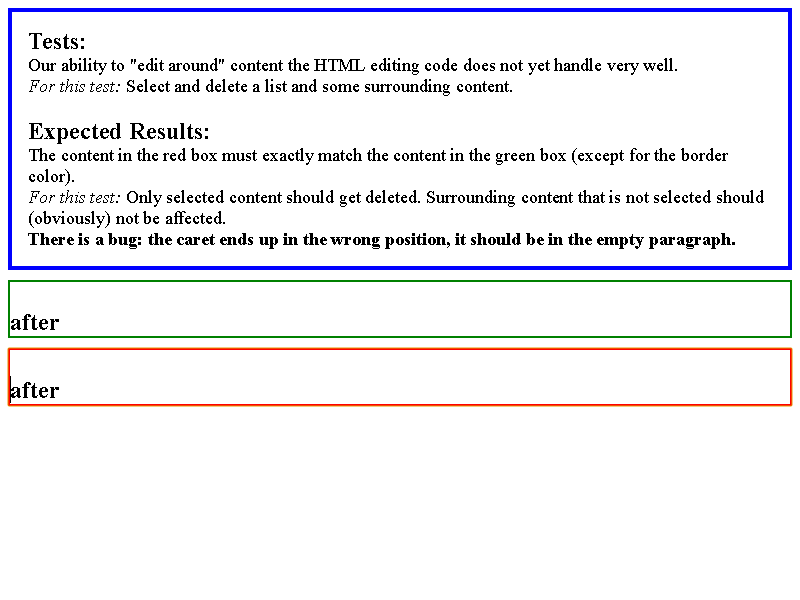 Tests:
Our ability to "edit around" content the HTML editing code does not yet handle very well.
For this test: Select and delete a list and some surrounding content.
Expected Results:
The content in the red box must exactly match the content in the green box (except for the border
color).
For this test: Only selected content should get deleted. Surrounding content that is not selected should
(obviously) not be affected.
There is a bug: the caret ends up in the wrong position, it should be in the empty paragraph.
after
after